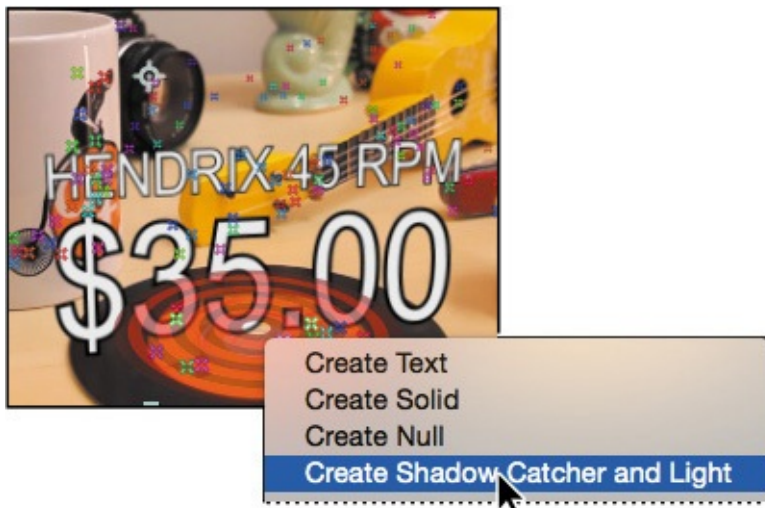 HENDRIX 45 RPM
$35.00
Create Text
Create Solid
Create Null
Create Shadow Catcher and Light